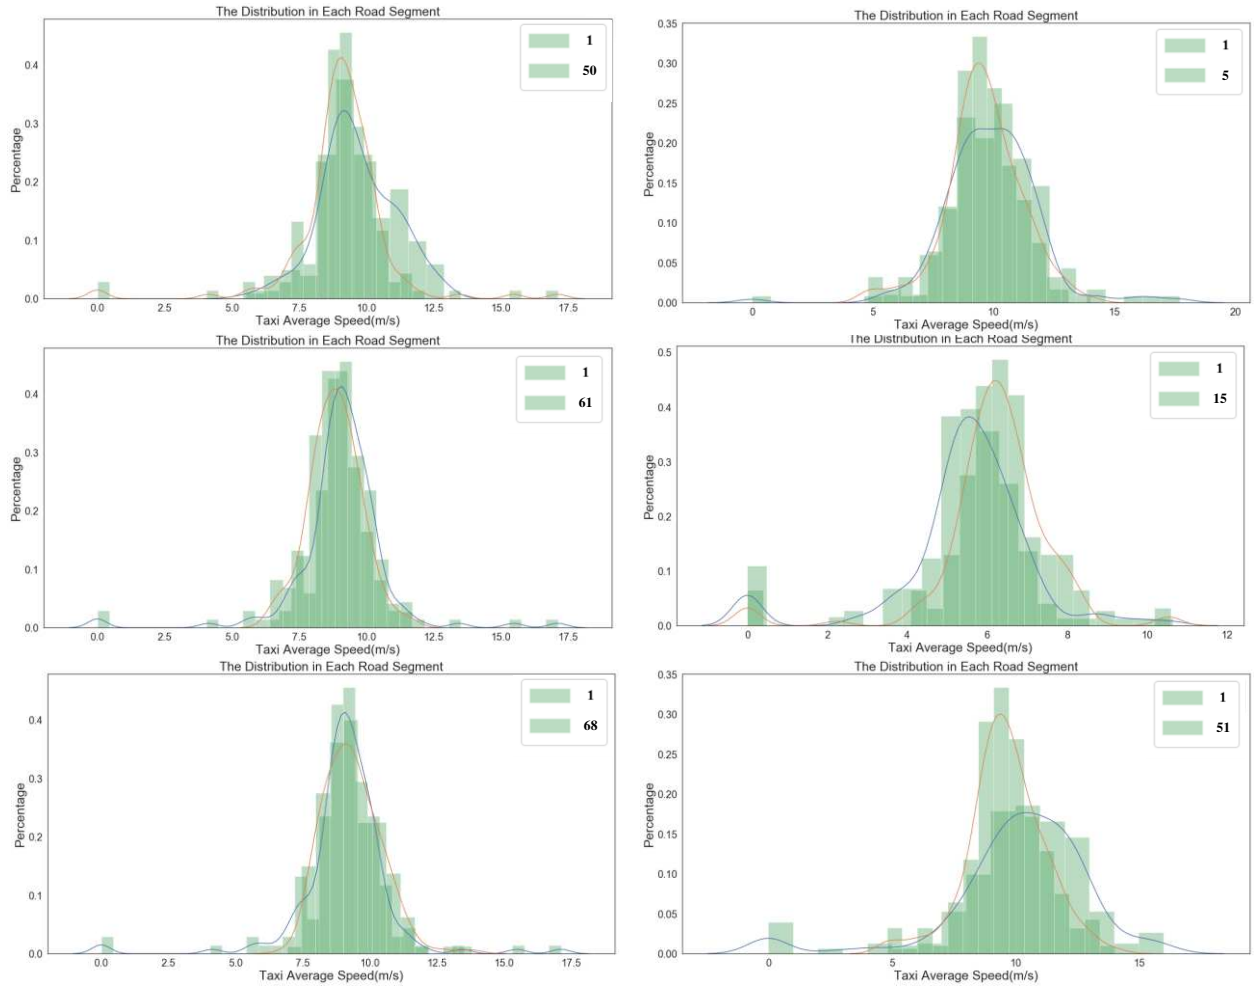 The Distribution in Each Road Segment
1
50
0.4
0.3
0.2
0.1
0.0
Percentage
0.0 2.5 5.0 7.5 10.0 12.5 15.0 17.5
Taxi Average Speed(m/s)
The Distribution in Each Road Segment
1
5
0.35
0.30
0.25
0.20
0.15
0.10
0.05
0.00
Percentage
0 5 10 15 20
Taxi Average Speed(m/s)
The Distribution in Each Road Segment
1
61
0.4
0.3
0.2
0.1
0.0
Percentage
0.0 2.5 5.0 7.5 10.0 12.5 15.0 17.5
Taxi Average Speed(m/s)
The Distribution in Each Road Segment
1
15
0.5
0.4
0.3
0.2
0.1
0.0
Percentage
0 2 4 6 8 10 12
Taxi Average Speed(m/s)
The Distribution in Each Road Segment
1
68
0.4
0.3
0.2
0.1
0.0
Percentage
0.0 2.5 5.0 7.5 10.0 12.5 15.0 17.5
Taxi Average Speed(m/s)
The Distribution in Each Road Segment
1
51
0.35
0.30
0.25
0.20
0.15
0.10
0.05
0.00
Percentage
0 5 10 15
Taxi Average Speed(m/s)